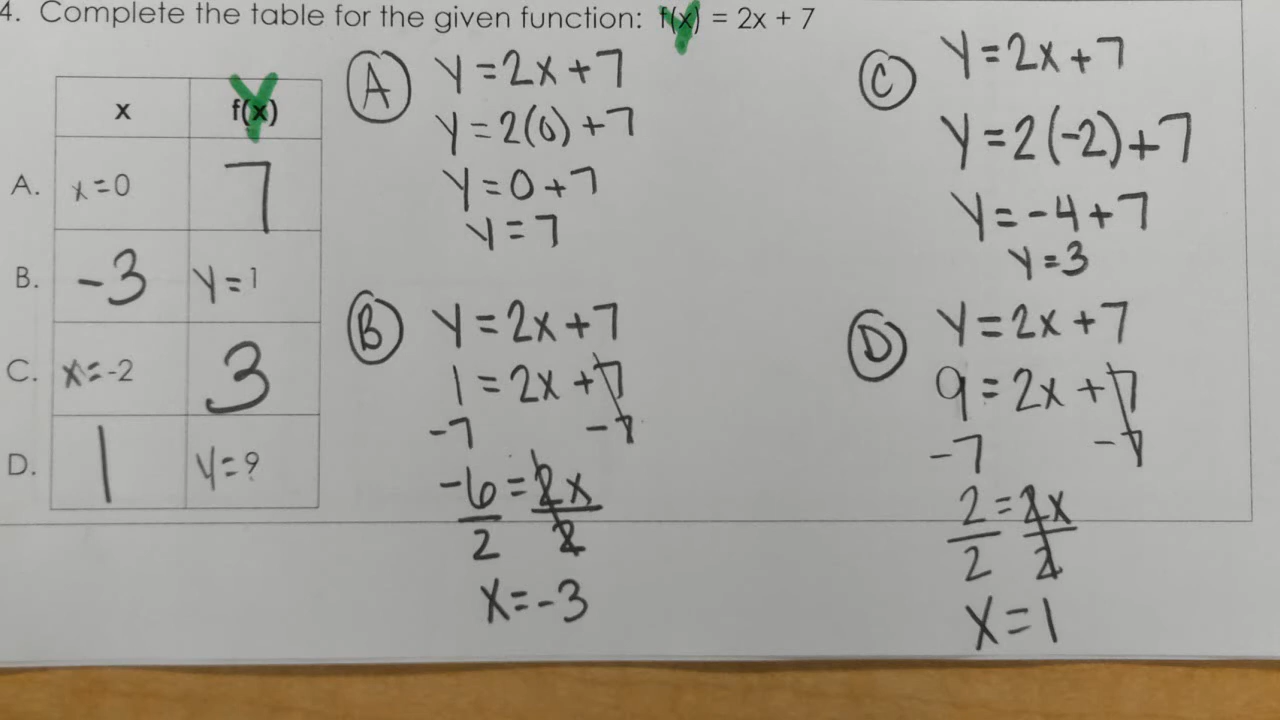 4. Complete the table for the given function: f(x) = 2x + 7
Y
x f(x)
A. x=0 7
B. -3 Y=1
C. x=-2 3
D. 1 Y=9
A Y=2x+7
Y=2(0)+7
Y=0+7
Y=7
B Y=2x+7
1=2x+7
-7 -7
-6=2x
2 2
X=-3
C Y=2x+7
Y=2(-2)+7
Y=-4+7
Y=3
D Y=2x+7
9=2x+7
-7 -7
2=2x
2 2
X=1